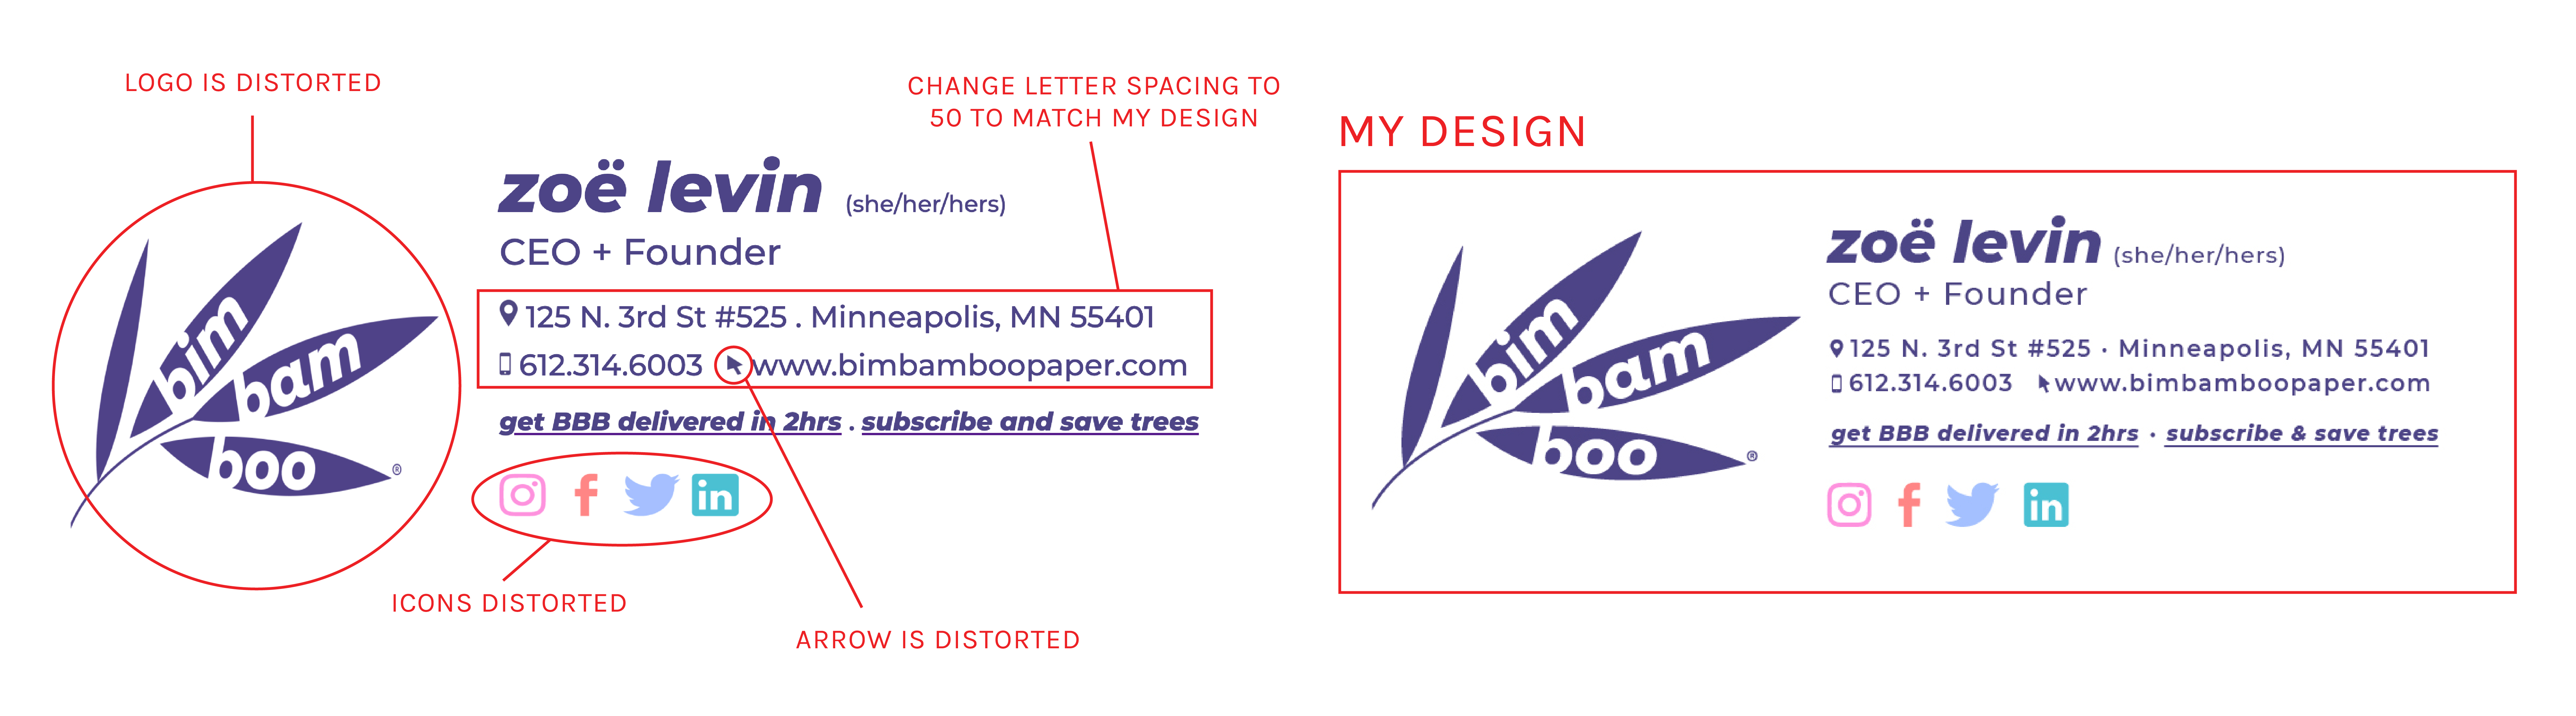 LOGO IS DISTORTED
CHANGE LETTER SPACING TO
50 TO MATCH MY DESIGN
zoë levin (she/her/hers)
CEO + Founder
125 N. 3rd St #525 . Minneapolis, MN 55401
612.314.6003 www.bimbamboopaper.com
get BBB delivered in 2hrs . subscribe and save trees
bim
bam
boo ®
f in
ICONS DISTORTED
ARROW IS DISTORTED
MY DESIGN
bim
bam
boo ®
zoë levin (she/her/hers)
CEO + Founder
125 N. 3rd St #525 · Minneapolis, MN 55401
612.314.6003 www.bimbamboopaper.com
get BBB delivered in 2hrs · subscribe & save trees
f in